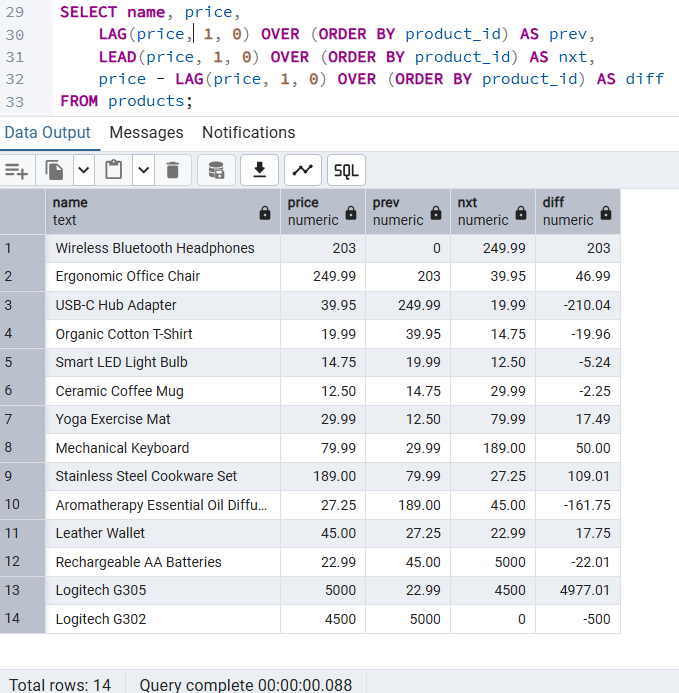 29 SELECT name, price,
30 LAG(price, 1, 0) OVER (ORDER BY product_id) AS prev,
31 LEAD(price, 1, 0) OVER (ORDER BY product_id) AS nxt,
32 price - LAG(price, 1, 0) OVER (ORDER BY product_id) AS diff
33 FROM products;
Data Output Messages Notifications
SQL
name price prev nxt diff
text numeric numeric numeric numeric
1 Wireless Bluetooth Headphones 203 0 249.99 203
2 Ergonomic Office Chair 249.99 203 39.95 46.99
3 USB-C Hub Adapter 39.95 249.99 19.99 -210.04
4 Organic Cotton T-Shirt 19.99 39.95 14.75 -19.96
5 Smart LED Light Bulb 14.75 19.99 12.50 -5.24
6 Ceramic Coffee Mug 12.50 14.75 29.99 -2.25
7 Yoga Exercise Mat 29.99 12.50 79.99 17.49
8 Mechanical Keyboard 79.99 29.99 189.00 50.00
9 Stainless Steel Cookware Set 189.00 79.99 27.25 109.01
10 Aromatherapy Essential Oil Diffu... 27.25 189.00 45.00 -161.75
11 Leather Wallet 45.00 27.25 22.99 17.75
12 Rechargeable AA Batteries 22.99 45.00 5000 -22.01
13 Logitech G305 5000 22.99 4500 4977.01
14 Logitech G302 4500 5000 0 -500
Total rows: 14 Query complete 00:00:00.088